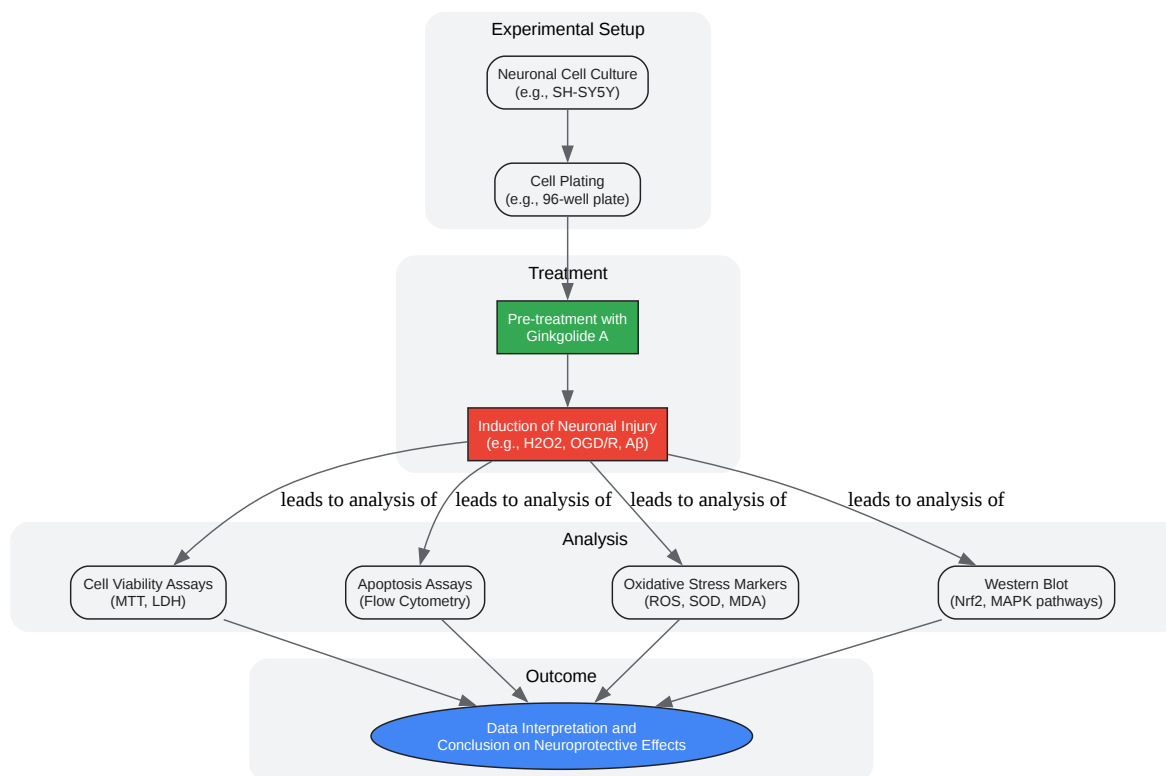 Experimental Setup
Neuronal Cell Culture
(e.g., SH-SY5Y)
Cell Plating
(e.g., 96-well plate)
Treatment
Pre-treatment with
Ginkgolide A
Induction of Neuronal Injury
(e.g., H2O2, OGD/R, Aβ)
leads to analysis of
leads to analysis of
leads to analysis of
leads to analysis of
Analysis
Cell Viability Assays
(MTT, LDH)
Apoptosis Assays
(Flow Cytometry)
Oxidative Stress Markers
(ROS, SOD, MDA)
Western Blot
(Nrf2, MAPK pathways)
Outcome
Data Interpretation and
Conclusion on Neuroprotective Effects